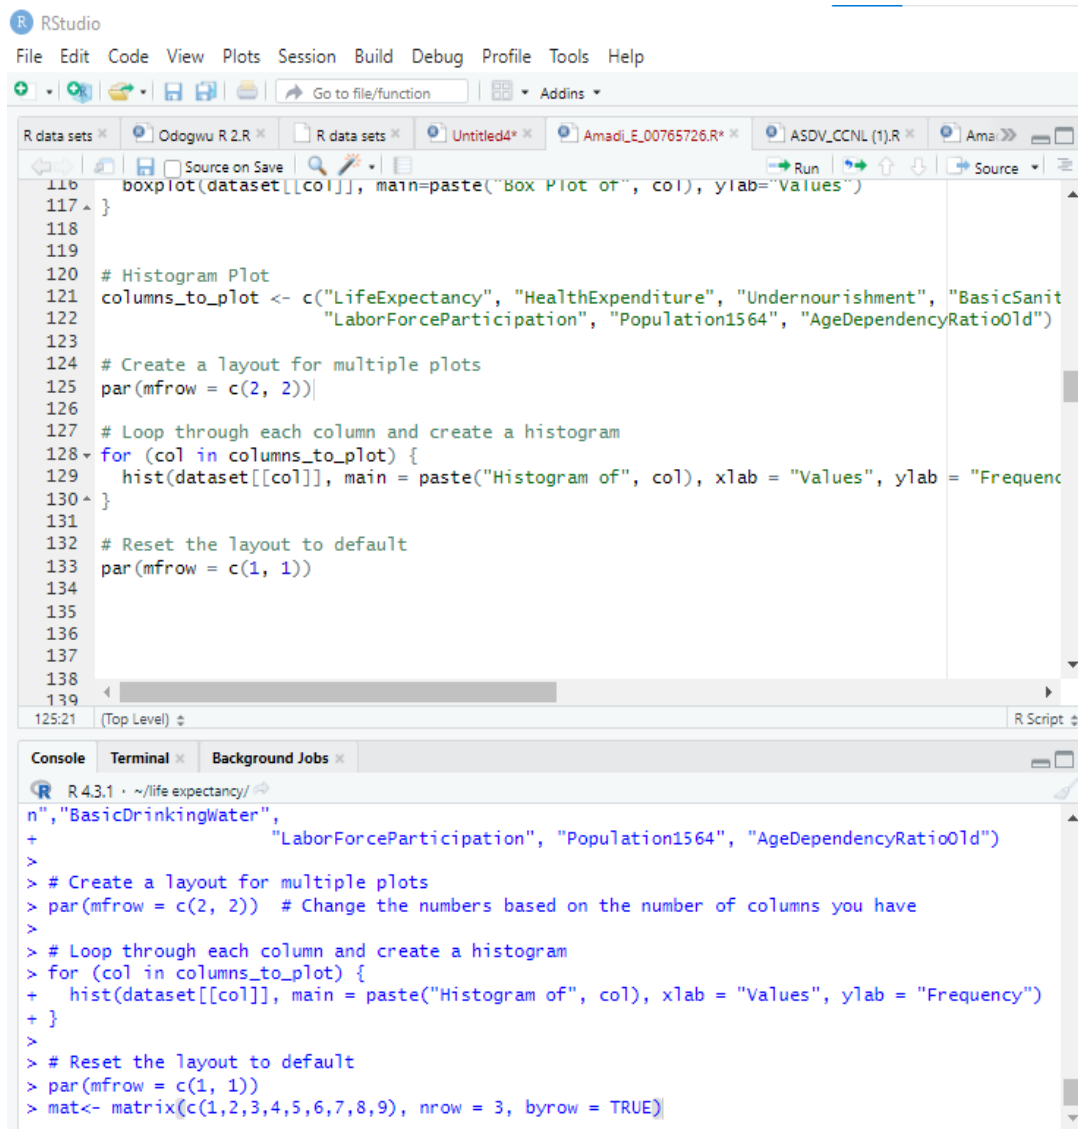 RStudio
File Edit Code View Plots Session Build Debug Profile Tools Help
Go to file/function Addins
R data sets Odogwu R 2.R R data sets Untitled4* Amadi_E_00765726.R* ASDV_CCNL (1).R Ama
Source on Save Run Source
116 boxplot(dataset[[col]], main=paste("Box Plot of", col), ylab="Values")
117 }
118
119
120 # Histogram Plot
121 columns_to_plot <- c("LifeExpectancy", "HealthExpenditure", "Undernourishment", "BasicSanit
122 "LaborForceParticipation", "Population1564", "AgeDependencyRatioOld")
123
124 # Create a layout for multiple plots
125 par(mfrow = c(2, 2))
126
127 # Loop through each column and create a histogram
128 for (col in columns_to_plot) {
129 hist(dataset[[col]], main = paste("Histogram of", col), xlab = "Values", ylab = "Frequenc
130 }
131
132 # Reset the layout to default
133 par(mfrow = c(1, 1))
134
135
136
137
138
139
125:21 (Top Level) R Script
Console Terminal Background Jobs
R R 4.3.1 · ~/life expectancy/
n","BasicDrinkingWater",
+ "LaborForceParticipation", "Population1564", "AgeDependencyRatioOld")
>
> # Create a layout for multiple plots
> par(mfrow = c(2, 2)) # Change the numbers based on the number of columns you have
>
> # Loop through each column and create a histogram
> for (col in columns_to_plot) {
+ hist(dataset[[col]], main = paste("Histogram of", col), xlab = "Values", ylab = "Frequency")
+ }
>
> # Reset the layout to default
> par(mfrow = c(1, 1))
> mat<- matrix(c(1,2,3,4,5,6,7,8,9), nrow = 3, byrow = TRUE)